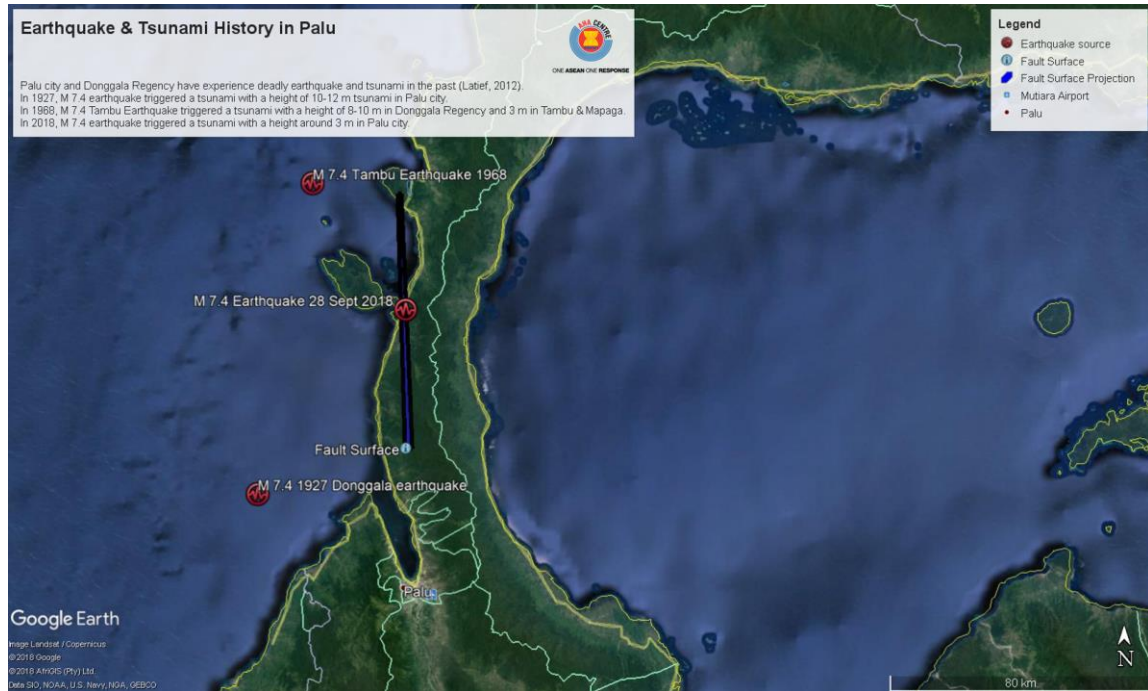 Earthquake & Tsunami History in Palu
AHA CENTRE
ONE ASEAN ONE RESPONSE
Palu city and Donggala Regency have experience deadly earthquake and tsunami in the past (Latief, 2012).
In 1927, M 7.4 earthquake triggered a tsunami with a height of 10-12 m tsunami in Palu city.
In 1968, M 7.4 Tambu Earthquake triggered a tsunami with a height of 8-10 m in Donggala Regency and 3 m in Tambu & Mapaga.
In 2018, M 7.4 earthquake triggered a tsunami with a height around 3 m in Palu city.
Legend
Earthquake source
Fault Surface
Fault Surface Projection
Mutiara Airport
Palu
M 7.4 Tambu Earthquake 1968
M 7.4 Earthquake 28 Sept 2018
Fault Surface
M 7.4 1927 Donggala earthquake
Palu
Google Earth
Image Landsat / Copernicus
©2018 Google
©2018 AfriGIS (Pty) Ltd.
Data SIO, NOAA, U.S. Navy, NGA, GEBCO
N
80 km